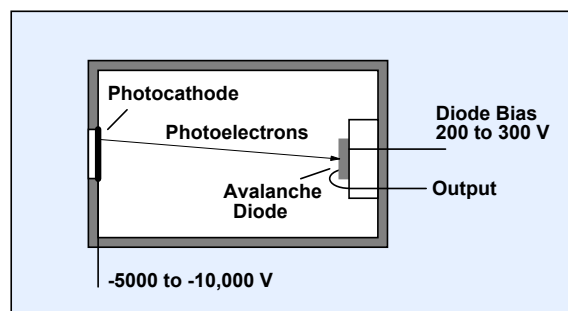 Photocathode
Photoelectrons
Diode Bias
200 to 300 V
Avalanche
Diode
Output
-5000 to -10,000 V